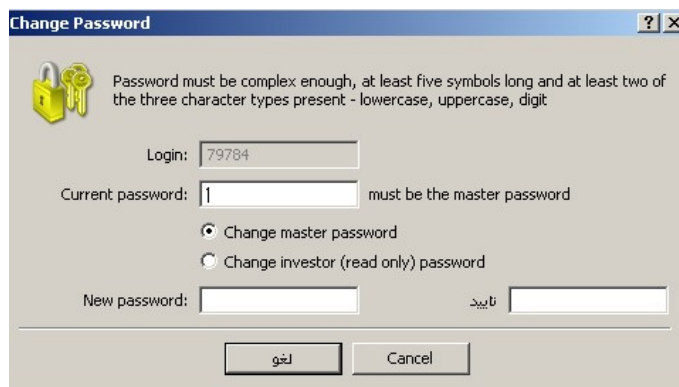 Change Password
Password must be complex enough, at least five symbols long and at least two of
the three character types present - lowercase, uppercase, digit
Login: 79784
Current password: 1 must be the master password
Change master password
Change investor (read only) password
New password: تایید
لغو Cancel